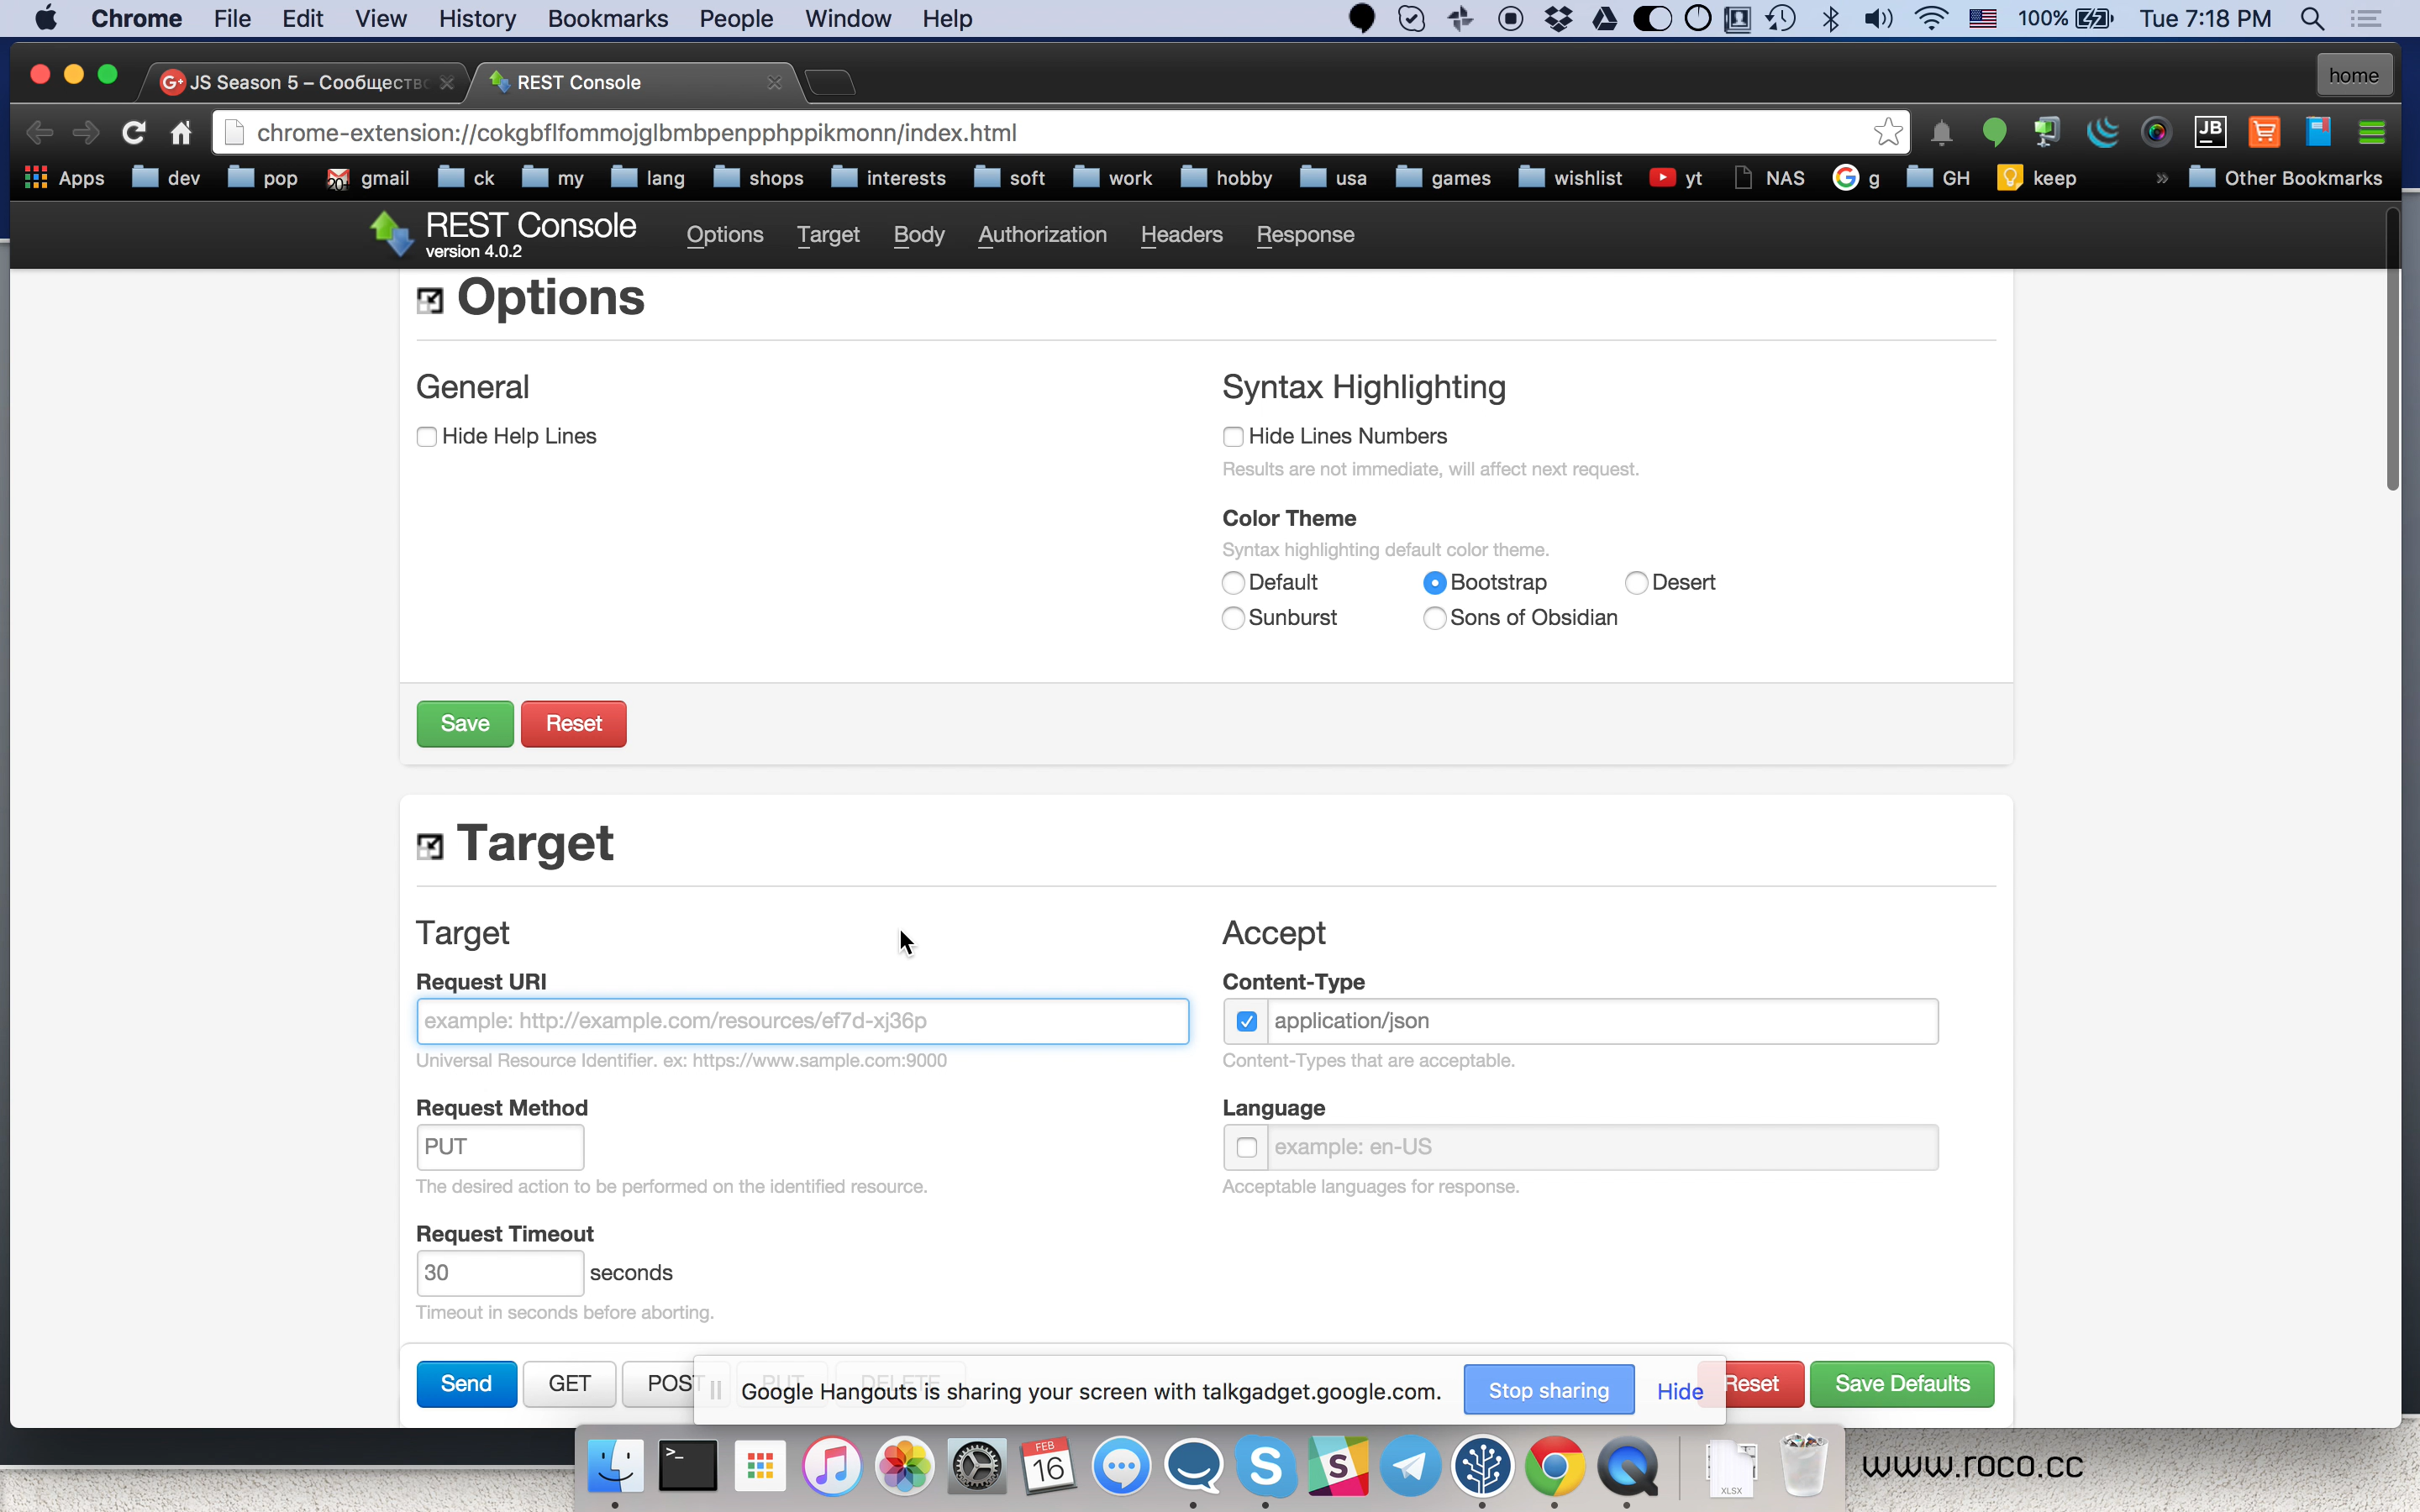 Chrome File Edit View History Bookmarks People Window Help 100% Tue 7:18 PM
JS Season 5 – Сообщество REST Console home
chrome-extension://cokgbflfommojglbmbpenpphppikmonn/index.html JB
Apps dev pop gmail ck my lang shops interests soft work hobby usa games wishlist yt NAS g GH keep » Other Bookmarks
REST Console
version 4.0.2
Options Target Body Authorization Headers Response
Options
General
Hide Help Lines
Syntax Highlighting
Hide Lines Numbers
Results are not immediate, will affect next request.
Color Theme
Syntax highlighting default color theme.
Default Bootstrap Desert
Sunburst Sons of Obsidian
Save Reset
Target
Target
Request URI
example: http://example.com/resources/ef7d-xj36p
Universal Resource Identifier. ex: https://www.sample.com:9000
Request Method
PUT
The desired action to be performed on the identified resource.
Request Timeout
30 seconds
Timeout in seconds before aborting.
Accept
Content-Type
application/json
Content-Types that are acceptable.
Language
example: en-US
Acceptable languages for response.
Send GET POST PUT DELETE Reset Save Defaults
Google Hangouts is sharing your screen with talkgadget.google.com. Stop sharing Hide
FEB
16
XLSX
www.roco.cc